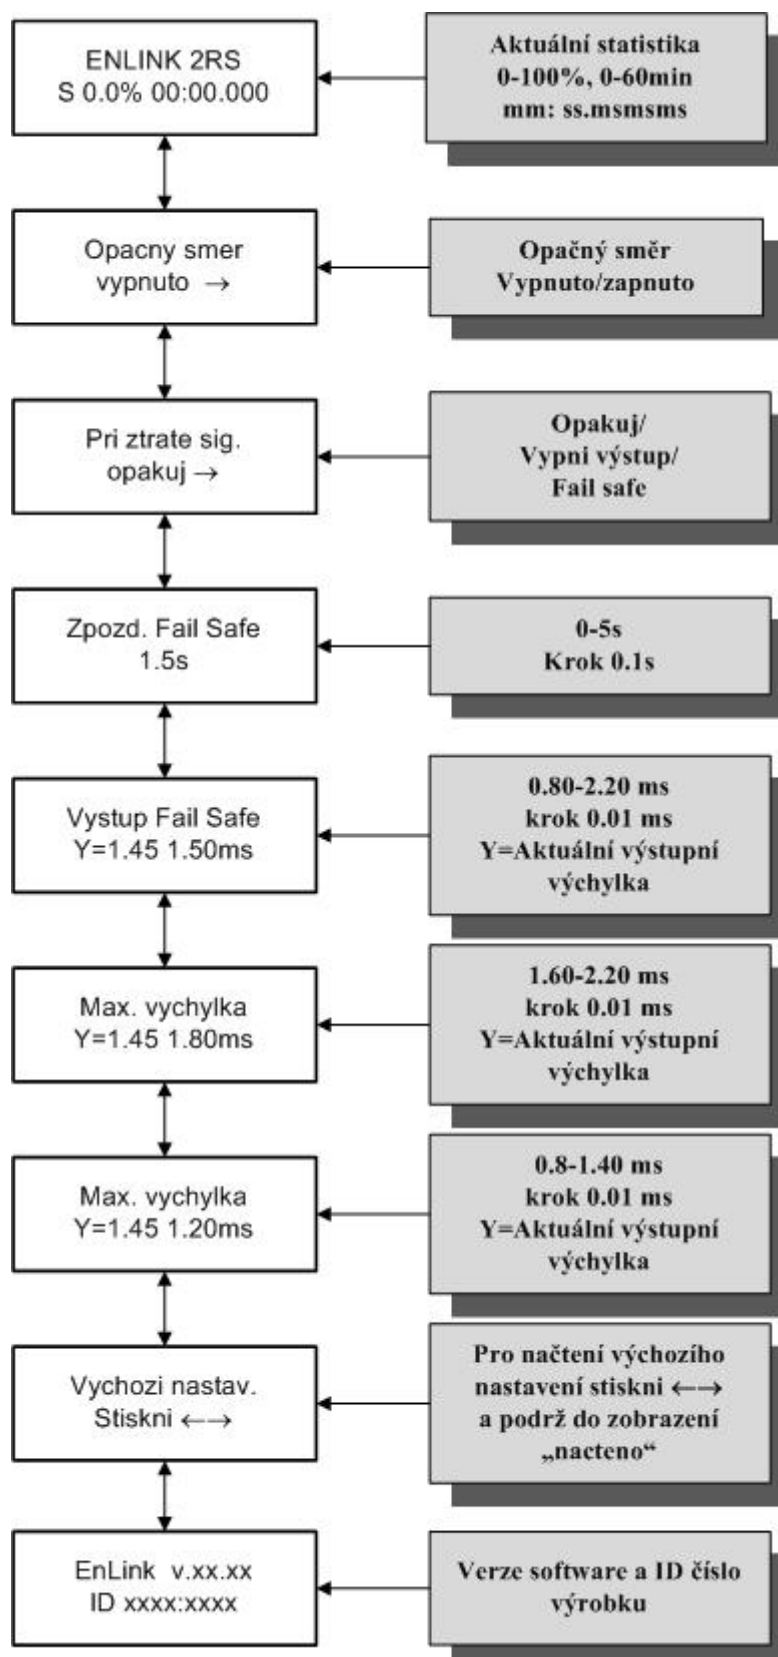 ENLINK 2RS
S 0.0% 00:00.000
Aktuální statistika
0-100%, 0-60min
mm: ss.msmsms
Opacny smer
vypnuto →
Opačný směr
Vypnuto/zapnuto
Pri ztrate sig.
opakuj →
Opakuj/
Vypni výstup/
Fail safe
Zpozd. Fail Safe
1.5s
0-5s
Krok 0.1s
Vystup Fail Safe
Y=1.45 1.50ms
0.80-2.20 ms
krok 0.01 ms
Y=Aktuální výstupní
výchylka
Max. vychylka
Y=1.45 1.80ms
1.60-2.20 ms
krok 0.01 ms
Y=Aktuální výstupní
výchylka
Max. vychylka
Y=1.45 1.20ms
0.8-1.40 ms
krok 0.01 ms
Y=Aktuální výstupní
výchylka
Vychozi nastav.
Stiskni ←→
Pro načtení výchozího
nastavení stiskni ←→
a podrž do zobrazení
„nacteno“
EnLink v.xx.xx
ID xxxx:xxxx
Verze software a ID číslo
výrobku